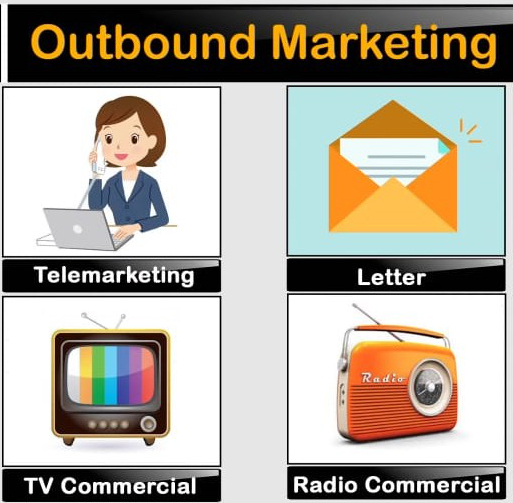 Outbound Marketing
Telemarketing
Letter
Radio
TV Commercial
Radio Commercial